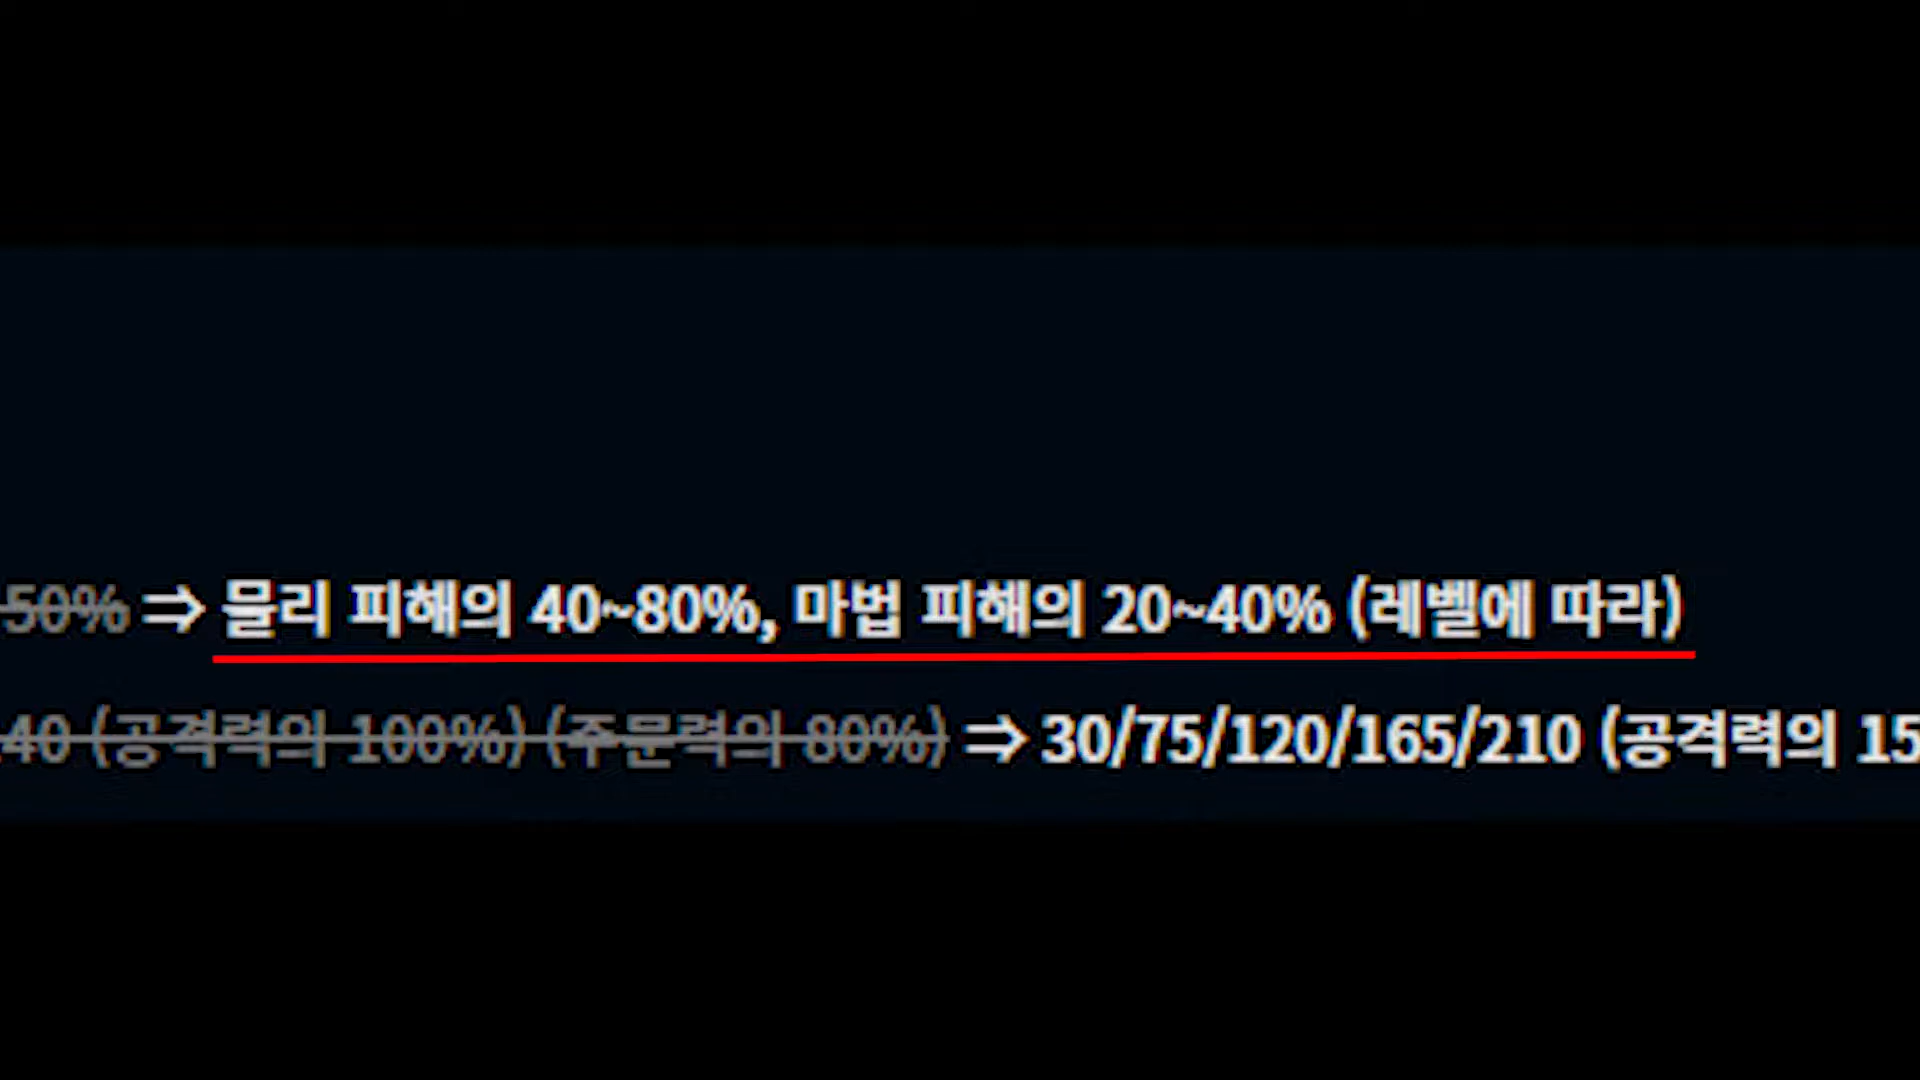 50% ⇒ 물리 피해의 40~80%, 마법 피해의 20~40% (레벨에 따라)
40 (공격력의 100%) (주문력의 80%) ⇒ 30/75/120/165/210 (공격력의 15